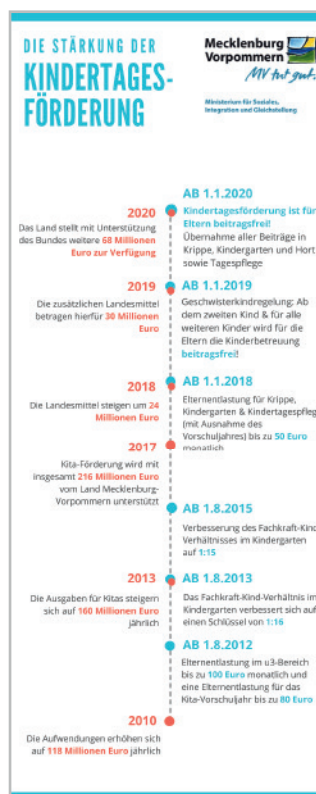 DIE STÄRKUNG DER
KINDERTAGES-
FÖRDERUNG
Mecklenburg
Vorpommern
MV tut gut.
Ministerium für Soziales,
Integration und Gleichstellung
AB 1.1.2020
Kindertagesförderung ist für
Eltern beitragsfrei!
Übernahme aller Beiträge in
Krippe, Kindergarten und Hort
sowie Tagespflege
2020
Das Land stellt mit Unterstützung
des Bundes weitere 68 Millionen
Euro zur Verfügung
AB 1.1.2019
Geschwisterkindregelung: Ab
dem zweiten Kind & für alle
weiteren Kinder wird für die
Eltern die Kinderbetreuung
beitragsfrei!
2019
Die zusätzlichen Landesmittel
betragen hierfür 30 Millionen
Euro
AB 1.1.2018
Elternentlastung für Krippe,
Kindergarten & Kindertagespfleg
(mit Ausnahme des
Vorschuljahres) bis zu 50 Euro
monatlich
2018
Die Landesmittel steigen um 24
Millionen Euro
2017
Kita-Förderung wird mit
insgesamt 216 Millionen Euro
vom Land Mecklenburg-
Vorpommern unterstützt
AB 1.8.2015
Verbesserung des Fachkraft-Kind
Verhältnisses im Kindergarten
auf 1:15
2013
Die Ausgaben für Kitas steigern
sich auf 160 Millionen Euro
jährlich
AB 1.8.2013
Das Fachkraft-Kind-Verhältnis im
Kindergarten verbessert sich auf
einen Schlüssel von 1:16
AB 1.8.2012
Elternentlastung im u3-Bereich
bis zu 100 Euro monatlich und
eine Elternentlastung für das
Kita-Vorschuljahr bis zu 80 Euro
2010
Die Aufwendungen erhöhen sich
auf 118 Millionen Euro jährlich